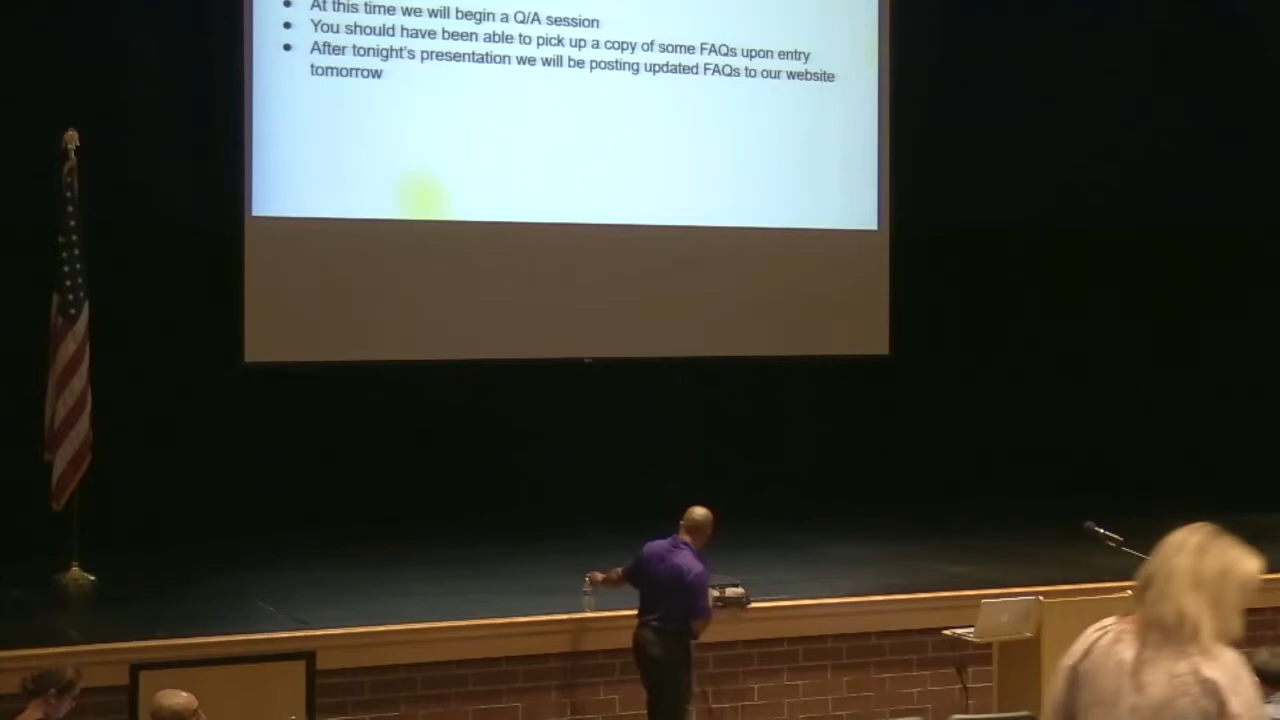 At this time we will begin a Q/A session
You should have been able to pick up a copy of some FAQs upon entry
After tonight's presentation we will be posting updated FAQs to our website
tomorrow